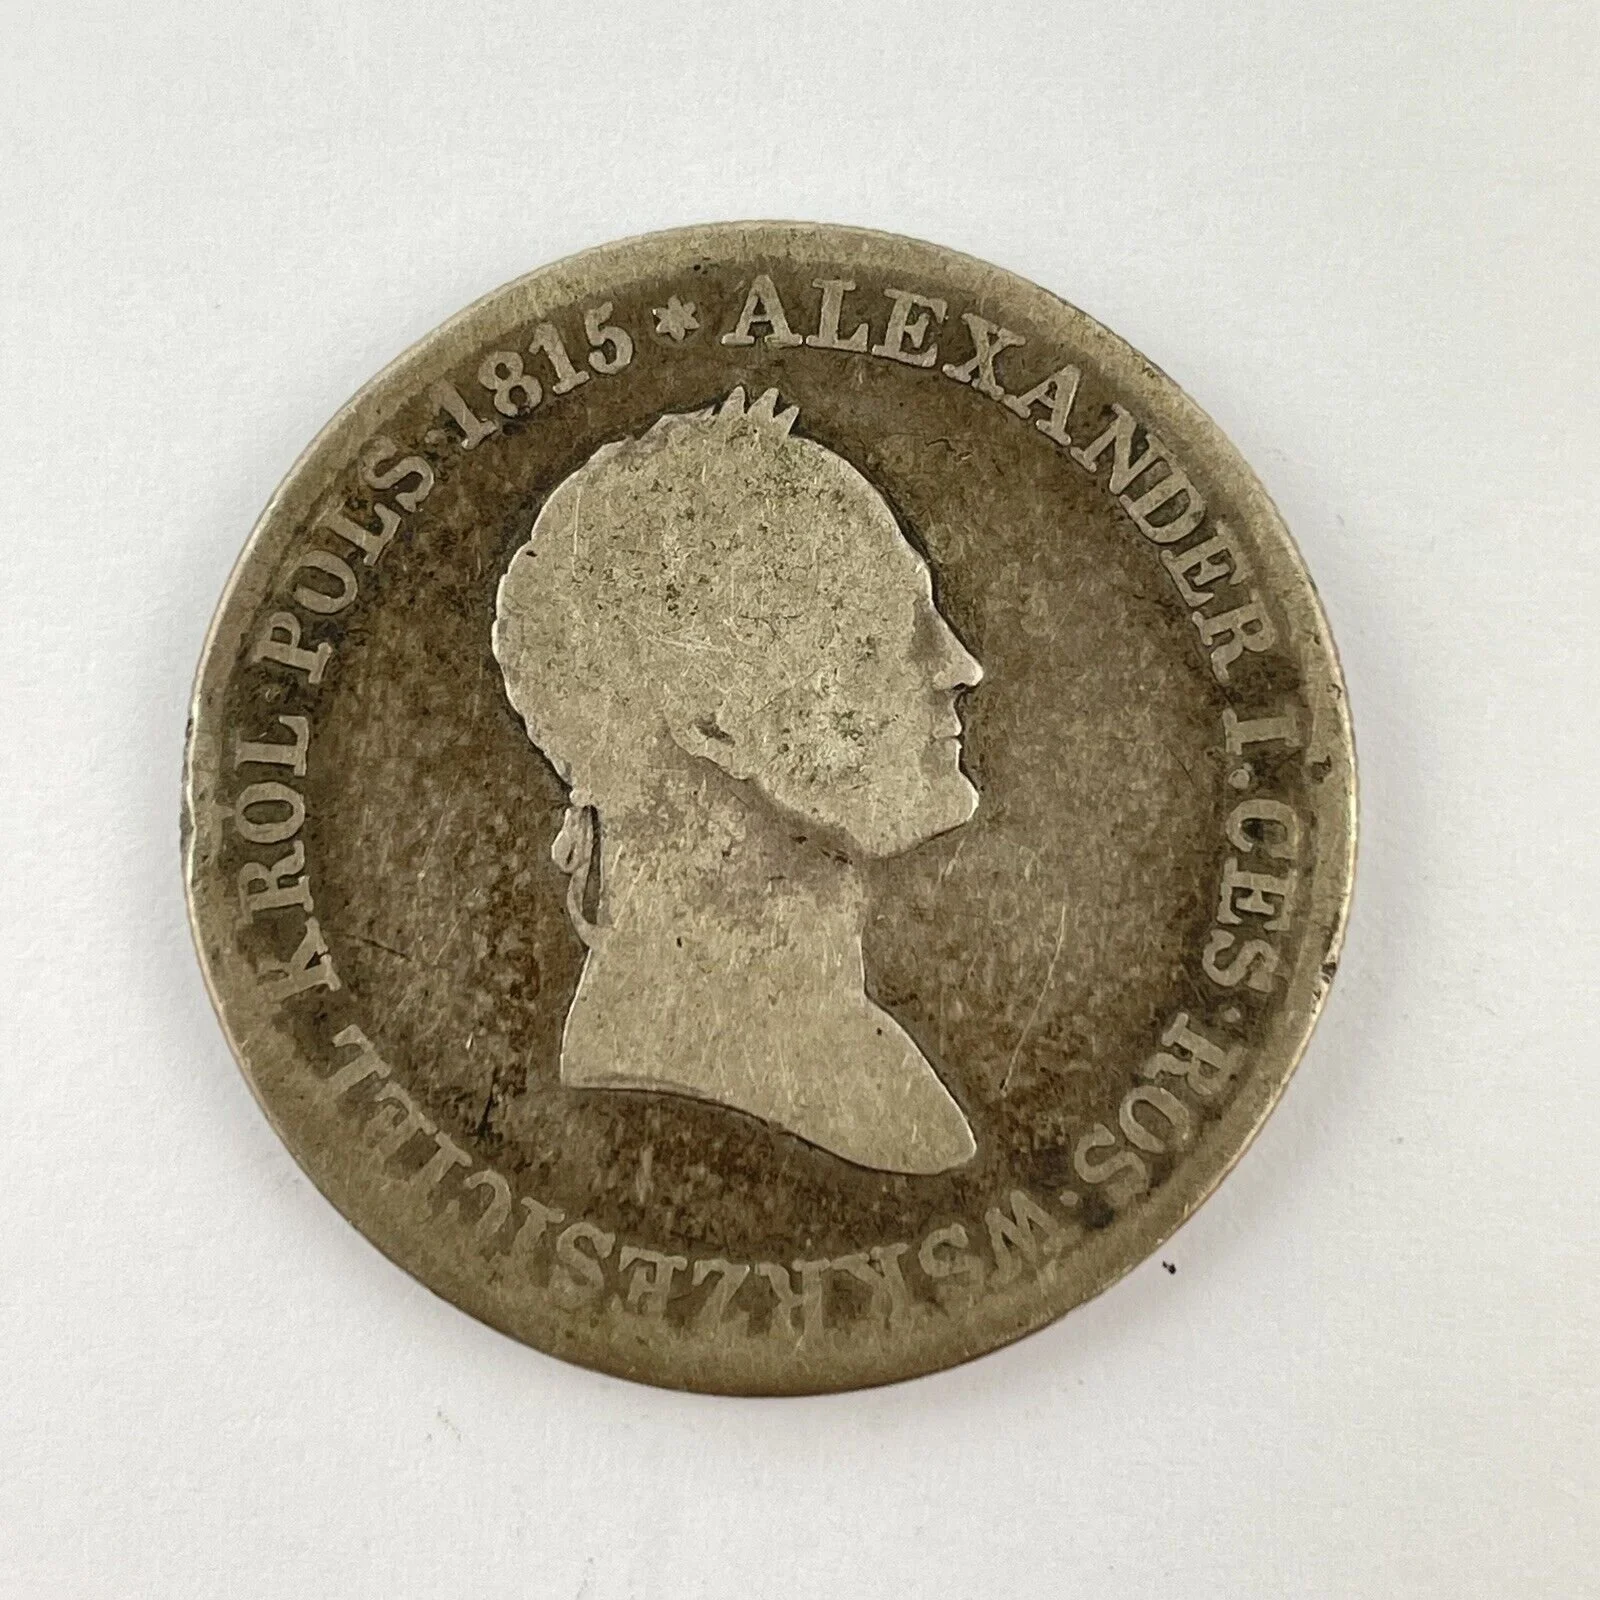 ALEXANDER I. CES. ROS. WSKRZESICIEL KROL. POLS. 1815